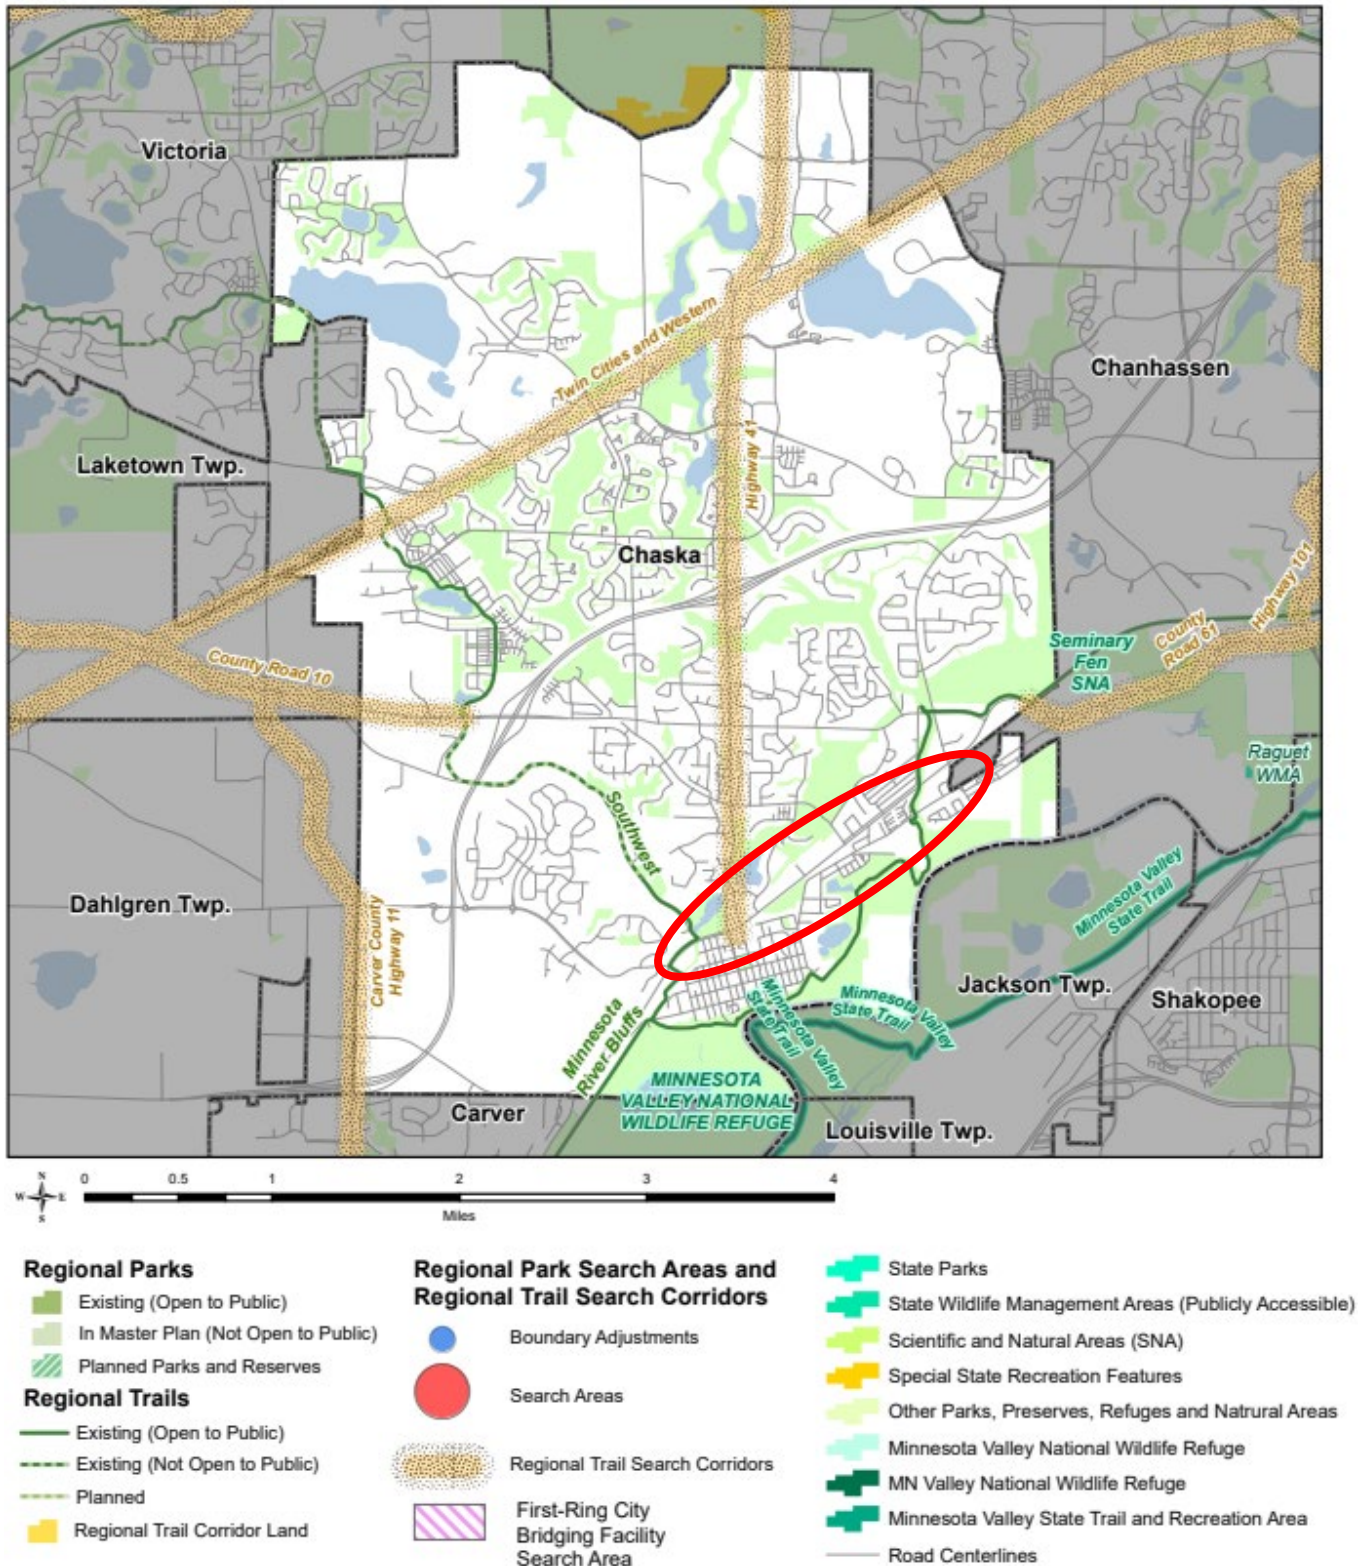 Victoria
Chanhassen
Twin Cities and Western
Highway 41
Laketown Twp.
Chaska
Highway 101
County
Road 61
Seminary
Fen
SNA
County Road 10
Raguet
WMA
Southwest
Minnesota Valley
State Trail
Dahlgren Twp.
Carver County
Highway 11
Jackson Twp.
Shakopee
Minnesota Valley
State Trail
Minnesota Valley
State Trail
Minnesota
River Bluffs
MINNESOTA
VALLEY NATIONAL
WILDLIFE REFUGE
Carver
Louisville Twp.
N
W E
S
0 0.5 1 2 3 4
Miles
Regional Parks
Existing (Open to Public)
In Master Plan (Not Open to Public)
Planned Parks and Reserves
Regional Trails
Existing (Open to Public)
Existing (Not Open to Public)
Planned
Regional Trail Corridor Land
Regional Park Search Areas and
Regional Trail Search Corridors
Boundary Adjustments
Search Areas
Regional Trail Search Corridors
First-Ring City
Bridging Facility
Search Area
State Parks
State Wildlife Management Areas (Publicly Accessible)
Scientific and Natural Areas (SNA)
Special State Recreation Features
Other Parks, Preserves, Refuges and Natrural Areas
Minnesota Valley National Wildlife Refuge
MN Valley National Wildlife Refuge
Minnesota Valley State Trail and Recreation Area
Road Centerlines